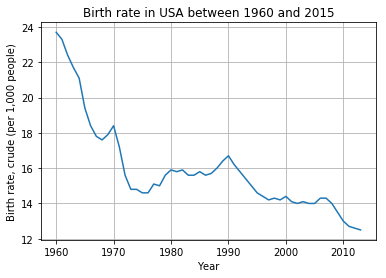 Birth rate in USA between 1960 and 2015
24
22
20
18
16
14
12
Birth rate, crude (per 1,000 people)
1960 1970 1980 1990 2000 2010
Year